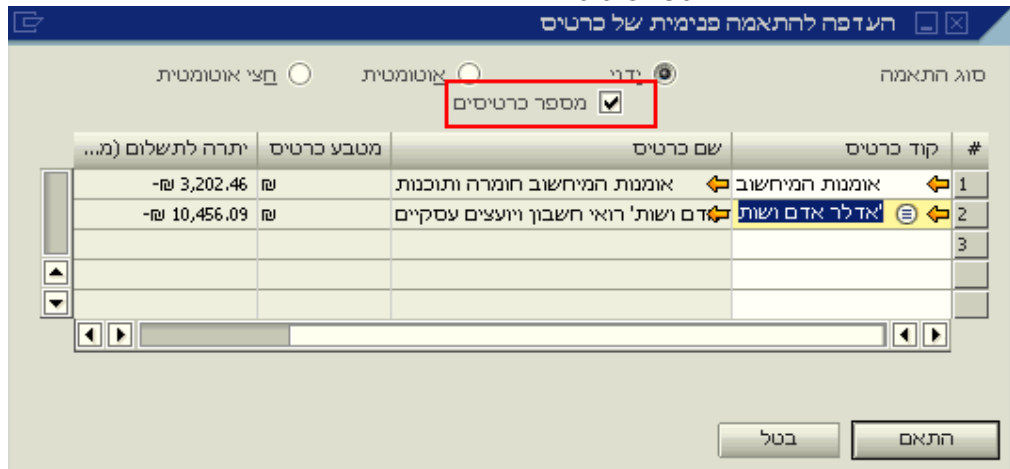 העדפה להתאמה פנימית של כרטיס
סוג התאמה ידני אוטומטית חצי אוטומטית
מספר כרטיסים
# קוד כרטיס שם כרטיס מטבע כרטיס יתרה לתשלום (מ...
1 אומנות המיחשוב אומנות המיחשוב חומרה ותוכנות ₪ ‎-₪ 3,202.46
2 אדלר אדם ושות' דם ושות' רואי חשבון ויועצים עסקיים ₪ ‎-₪ 10,456.09
3
התאם בטל